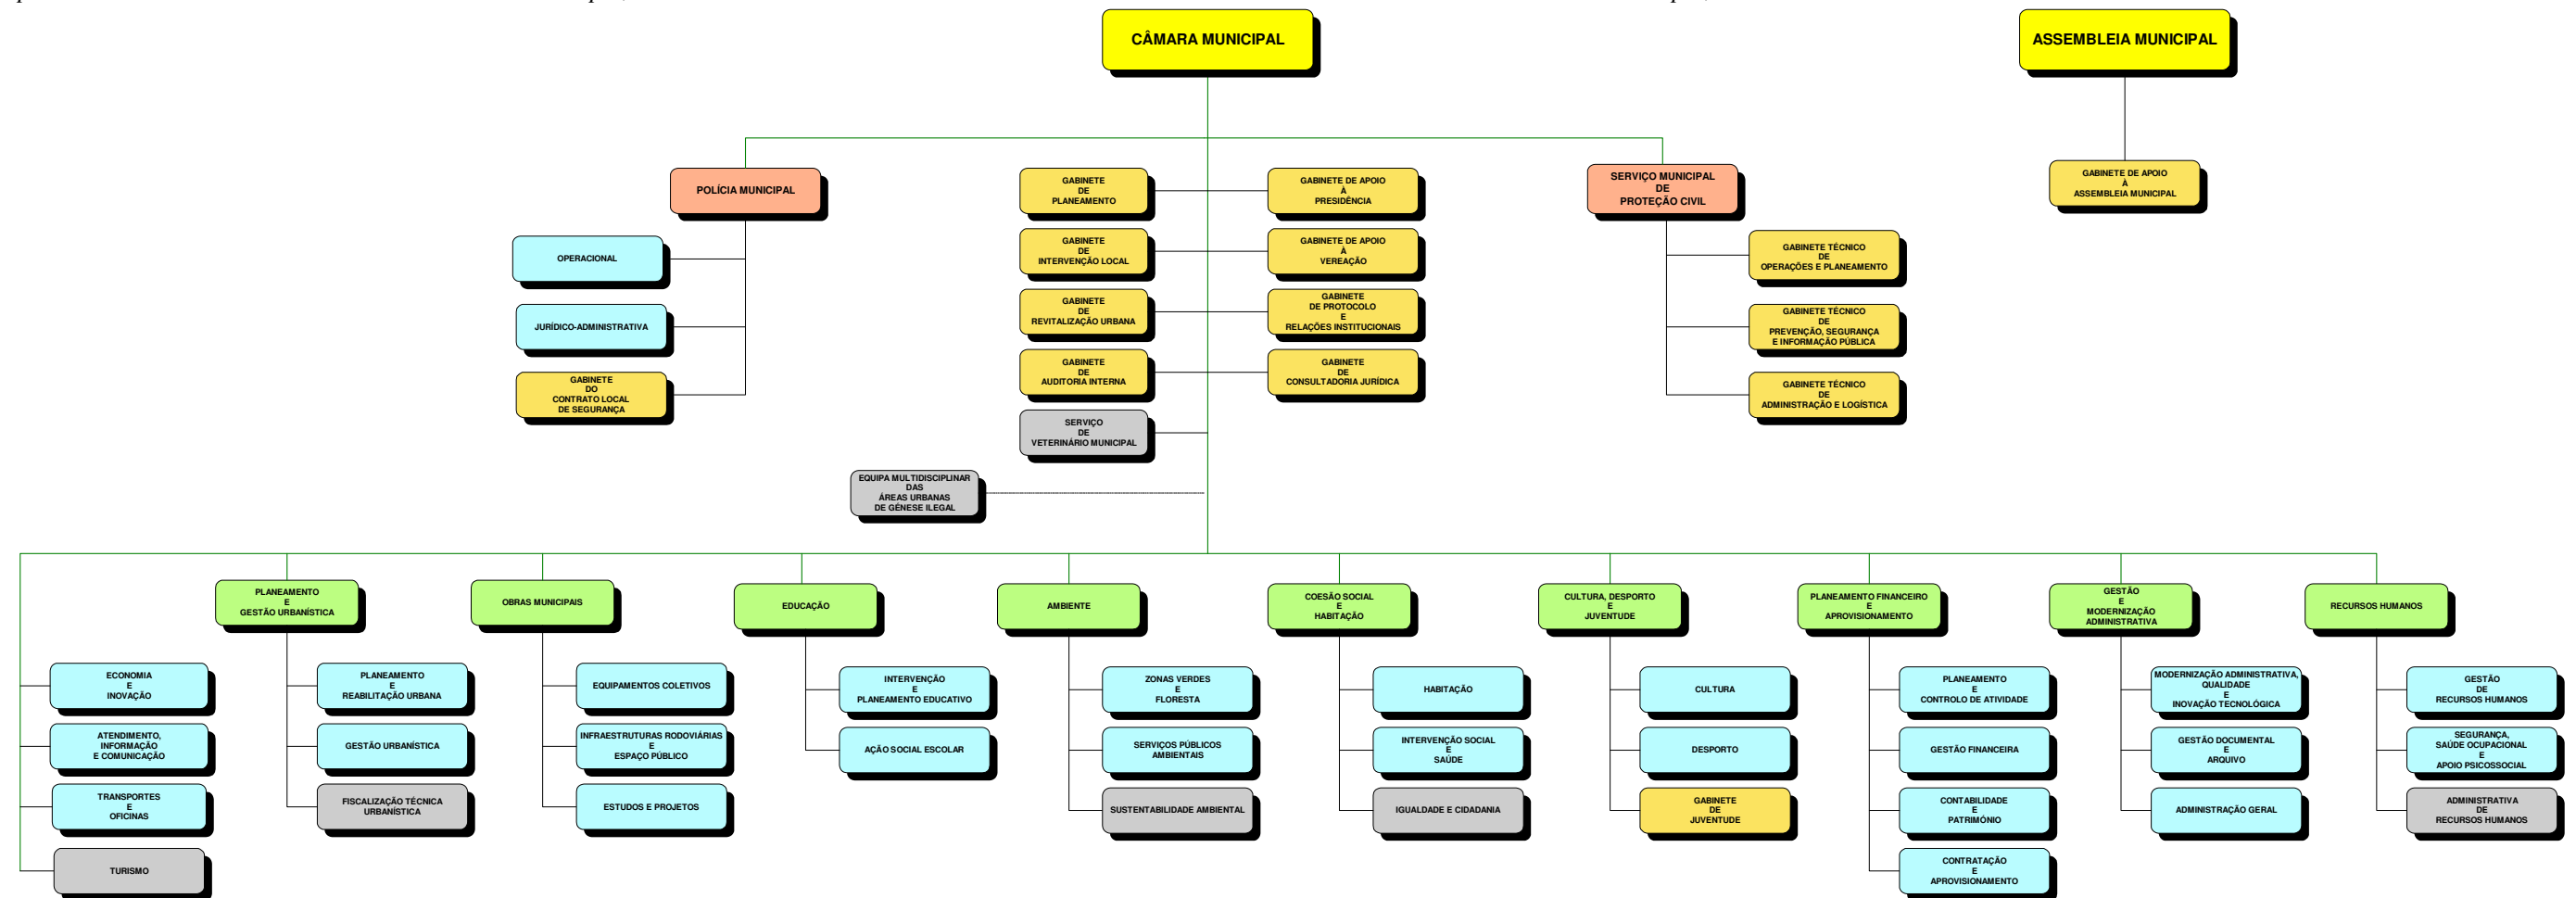 CÂMARA MUNICIPAL
ASSEMBLEIA MUNICIPAL
POLÍCIA MUNICIPAL
OPERACIONAL
JURÍDICO-ADMINISTRATIVA
GABINETE
DO
CONTRATO LOCAL
DE SEGURANÇA
GABINETE
DE
PLANEAMENTO
GABINETE DE APOIO
À
PRESIDÊNCIA
GABINETE
DE
INTERVENÇÃO LOCAL
GABINETE DE APOIO
À
VEREAÇÃO
GABINETE
DE
REVITALIZAÇÃO URBANA
GABINETE
DE PROTOCOLO
E
RELAÇÕES INSTITUCIONAIS
GABINETE
DE
AUDITORIA INTERNA
GABINETE
DE
CONSULTADORIA JURÍDICA
SERVIÇO
DE
VETERINÁRIO MUNICIPAL
EQUIPA MULTIDISCIPLINAR
DAS
ÁREAS URBANAS
DE GÉNESE ILEGAL
SERVIÇO MUNICIPAL
DE
PROTEÇÃO CIVIL
GABINETE TÉCNICO
DE
OPERAÇÕES E PLANEAMENTO
GABINETE TÉCNICO
DE
PREVENÇÃO, SEGURANÇA
E INFORMAÇÃO PÚBLICA
GABINETE TÉCNICO
DE
ADMINISTRAÇÃO E LOGÍSTICA
GABINETE DE APOIO
À
ASSEMBLEIA MUNICIPAL
ECONOMIA
E
INOVAÇÃO
ATENDIMENTO,
INFORMAÇÃO
E COMUNICAÇÃO
TRANSPORTES
E
OFICINAS
TURISMO
PLANEAMENTO
E
GESTÃO URBANÍSTICA
PLANEAMENTO
E
REABILITAÇÃO URBANA
GESTÃO URBANÍSTICA
FISCALIZAÇÃO TÉCNICA
URBANÍSTICA
OBRAS MUNICIPAIS
EQUIPAMENTOS COLETIVOS
INFRAESTRUTURAS RODOVIÁRIAS
E
ESPAÇO PÚBLICO
ESTUDOS E PROJETOS
EDUCAÇÃO
INTERVENÇÃO
E
PLANEAMENTO EDUCATIVO
AÇÃO SOCIAL ESCOLAR
AMBIENTE
ZONAS VERDES
E
FLORESTA
SERVIÇOS PÚBLICOS
AMBIENTAIS
SUSTENTABILIDADE AMBIENTAL
COESÃO SOCIAL
E
HABITAÇÃO
HABITAÇÃO
INTERVENÇÃO SOCIAL
E
SAÚDE
IGUALDADE E CIDADANIA
CULTURA, DESPORTO
E
JUVENTUDE
CULTURA
DESPORTO
GABINETE
DE
JUVENTUDE
PLANEAMENTO FINANCEIRO
E
APROVISIONAMENTO
PLANEAMENTO
E
CONTROLO DE ATIVIDADE
GESTÃO FINANCEIRA
CONTABILIDADE
E
PATRIMÓNIO
CONTRATAÇÃO
E
APROVISIONAMENTO
GESTÃO
E
MODERNIZAÇÃO
ADMINISTRATIVA
MODERNIZAÇÃO ADMINISTRATIVA,
QUALIDADE
E
INOVAÇÃO TECNOLÓGICA
GESTÃO DOCUMENTAL
E
ARQUIVO
ADMINISTRAÇÃO GERAL
RECURSOS HUMANOS
GESTÃO
DE
RECURSOS HUMANOS
SEGURANÇA,
SAÚDE OCUPACIONAL
E
APOIO PSICOSSOCIAL
ADMINISTRATIVA
DE
RECURSOS HUMANOS